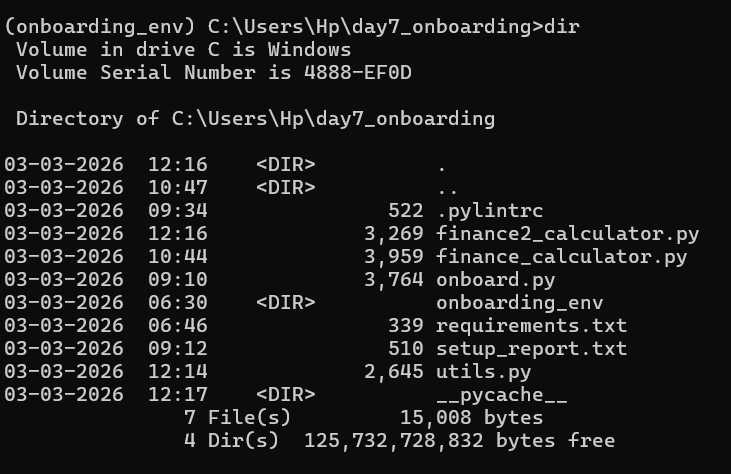 (onboarding_env) C:\Users\Hp\day7_onboarding>dir
 Volume in drive C is Windows
 Volume Serial Number is 4888-EF0D

 Directory of C:\Users\Hp\day7_onboarding

03-03-2026  12:16    <DIR>          .
03-03-2026  10:47    <DIR>          ..
03-03-2026  09:34               522 .pylintrc
03-03-2026  12:16             3,269 finance2_calculator.py
03-03-2026  10:44             3,959 finance_calculator.py
03-03-2026  09:10             3,764 onboard.py
03-03-2026  06:30    <DIR>          onboarding_env
03-03-2026  06:46               339 requirements.txt
03-03-2026  09:12               510 setup_report.txt
03-03-2026  12:14             2,645 utils.py
03-03-2026  12:17    <DIR>          __pycache__
               7 File(s)         15,008 bytes
               4 Dir(s)  125,732,728,832 bytes free